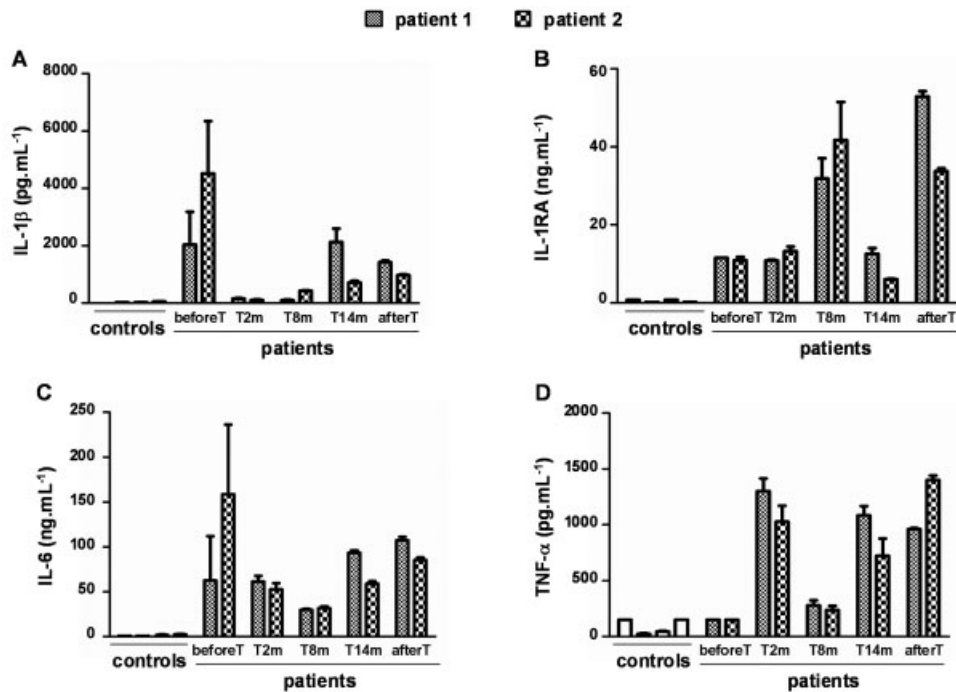 patient 1 patient 2
A
8000
6000
4000
2000
0
IL-1β (pg.mL⁻¹)
beforeT T2m T8m T14m afterT
controls
patients
B
60
40
20
0
IL-1RA (ng.mL⁻¹)
beforeT T2m T8m T14m afterT
controls
patients
C
250
200
150
100
50
0
IL-6 (ng.mL⁻¹)
beforeT T2m T8m T14m afterT
controls
patients
D
2000
1500
1000
500
0
TNF-α (pg.mL⁻¹)
beforeT T2m T8m T14m afterT
controls
patients